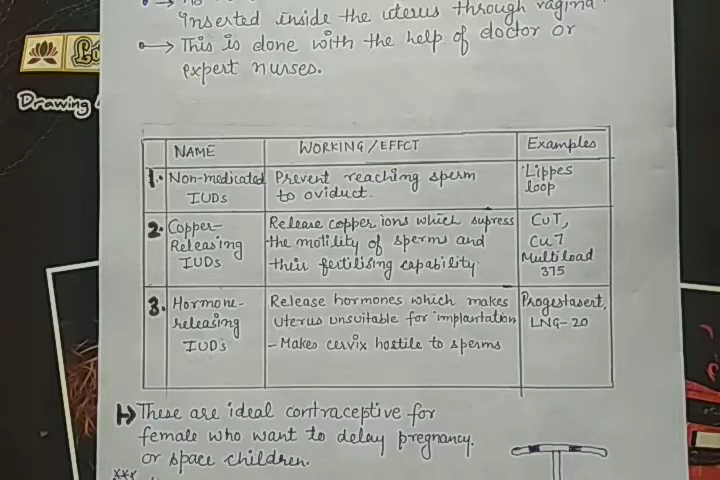 inserted inside the uterus through vagina
→ This is done with the help of doctor or
expert nurses.
Drawing
NAME WORKING/EFFCT Examples
1. Non-medicated IUDs Prevent reaching sperm to oviduct. Lippes loop
2. Copper-Releasing IUDs Release copper ions which supress the motility of sperms and their fertilising capability. CuT, Cu7 Multiload 375
3. Hormone-releasing IUDs Release hormones which makes uterus unsuitable for implantation - Makes cervix hostile to sperms Progestasert, LNG-20
These are ideal contraceptive for
female who want to delay pregnancy.
or space children.
***